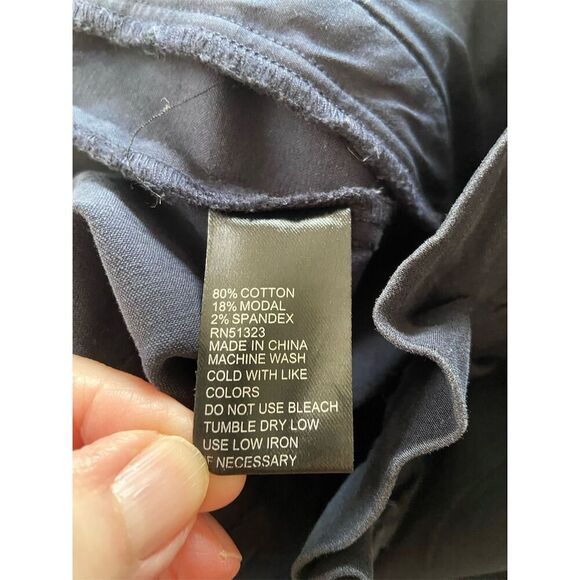 80% COTTON
18% MODAL
2% SPANDEX
RN51323
MADE IN CHINA
MACHINE WASH
COLD WITH LIKE
COLORS
DO NOT USE BLEACH
TUMBLE DRY LOW
USE LOW IRON
IF NECESSARY